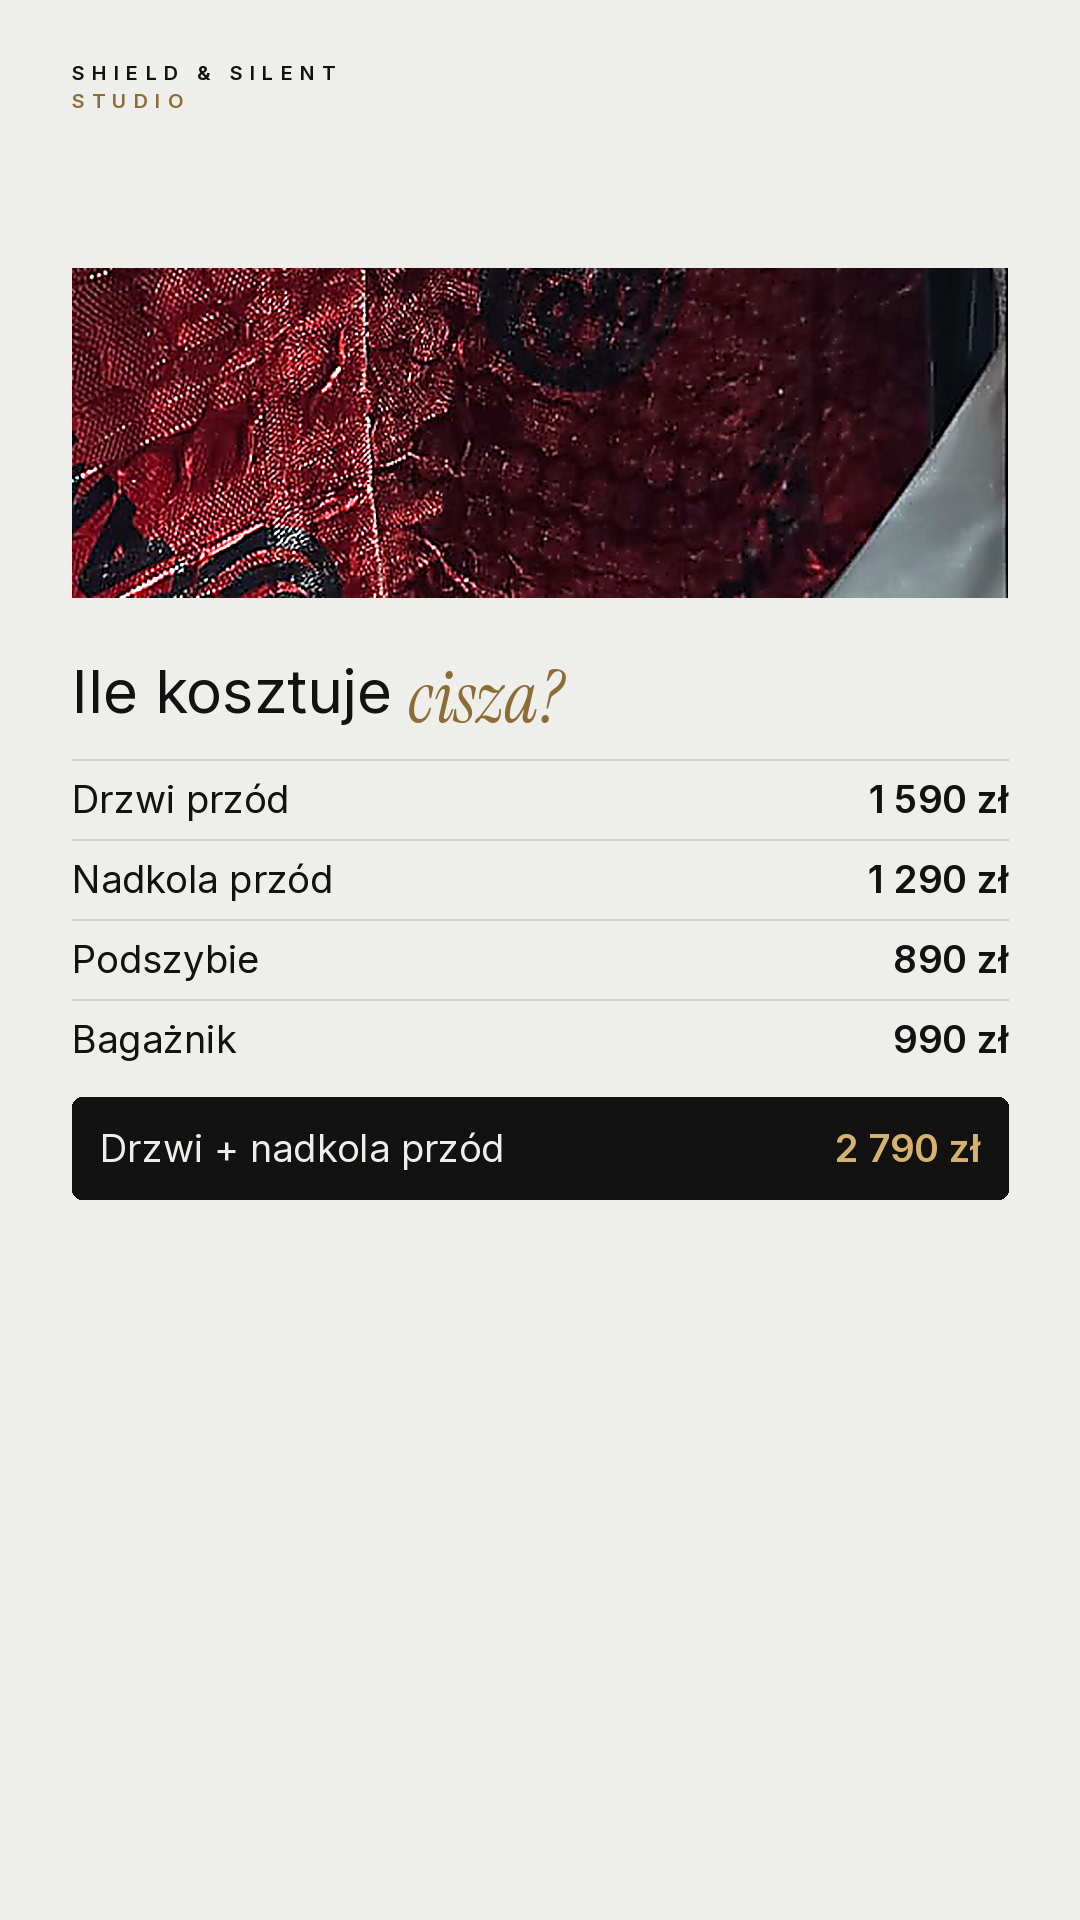 SHIELD & SILENT
STUDIO
Ile kosztuje cisza?
Drzwi przód 1 590 zł
Nadkola przód 1 290 zł
Podszybie 890 zł
Bagażnik 990 zł
Drzwi + nadkola przód 2 790 zł